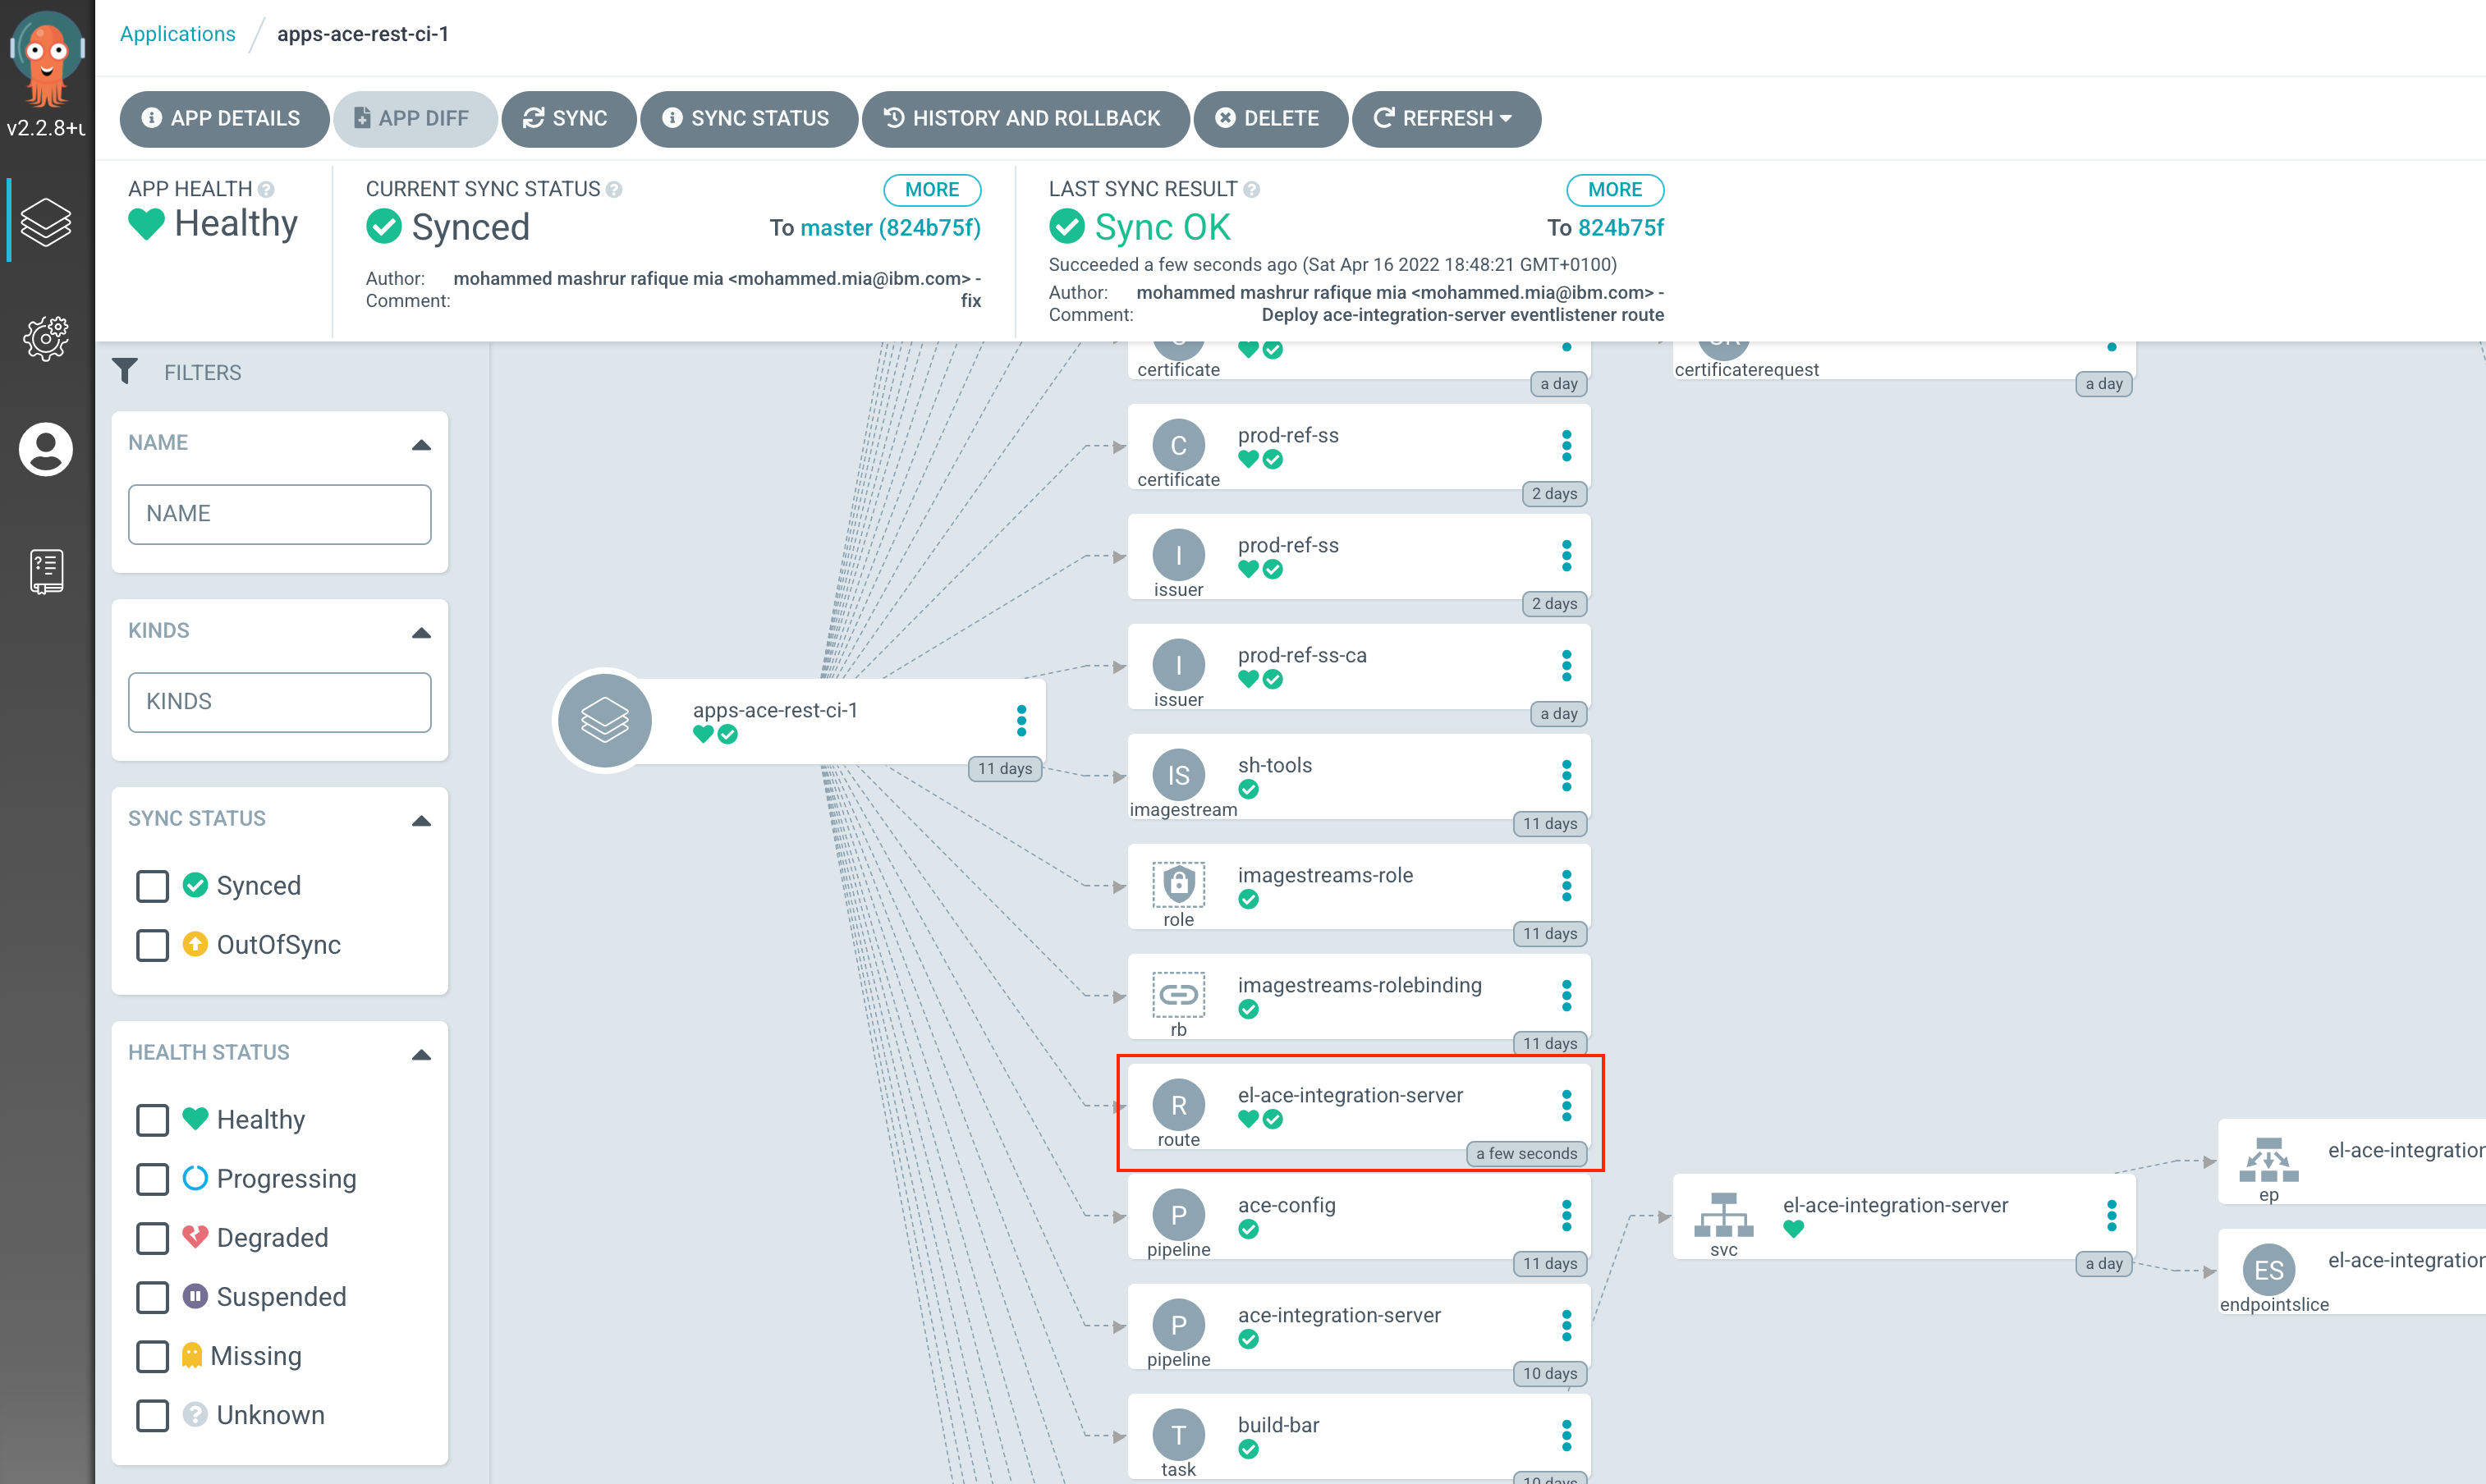 Applications / apps-ace-rest-ci-1
v2.2.8+
APP DETAILS
APP DIFF
SYNC
SYNC STATUS
HISTORY AND ROLLBACK
DELETE
REFRESH
APP HEALTH
Healthy
CURRENT SYNC STATUS
MORE
Synced
To master (824b75f)
Author: mohammed mashrur rafique mia <mohammed.mia@ibm.com> -
Comment: fix
LAST SYNC RESULT
MORE
Sync OK
To 824b75f
Succeeded a few seconds ago (Sat Apr 16 2022 18:48:21 GMT+0100)
Author: mohammed mashrur rafique mia <mohammed.mia@ibm.com> -
Comment: Deploy ace-integration-server eventlistener route
FILTERS
NAME
NAME
KINDS
KINDS
SYNC STATUS
Synced
OutOfSync
HEALTH STATUS
Healthy
Progressing
Degraded
Suspended
Missing
Unknown
apps-ace-rest-ci-1
11 days
certificate
a day
certificaterequest
a day
C
prod-ref-ss
certificate
2 days
I
prod-ref-ss
issuer
2 days
I
prod-ref-ss-ca
issuer
a day
IS
sh-tools
imagestream
11 days
imagestreams-role
role
11 days
imagestreams-rolebinding
rb
11 days
R
el-ace-integration-server
route
a few seconds
P
ace-config
pipeline
11 days
P
ace-integration-server
pipeline
10 days
T
build-bar
task
10 days
el-ace-integration-server
svc
a day
el-ace-integration
ep
ES
el-ace-integration
endpointslice